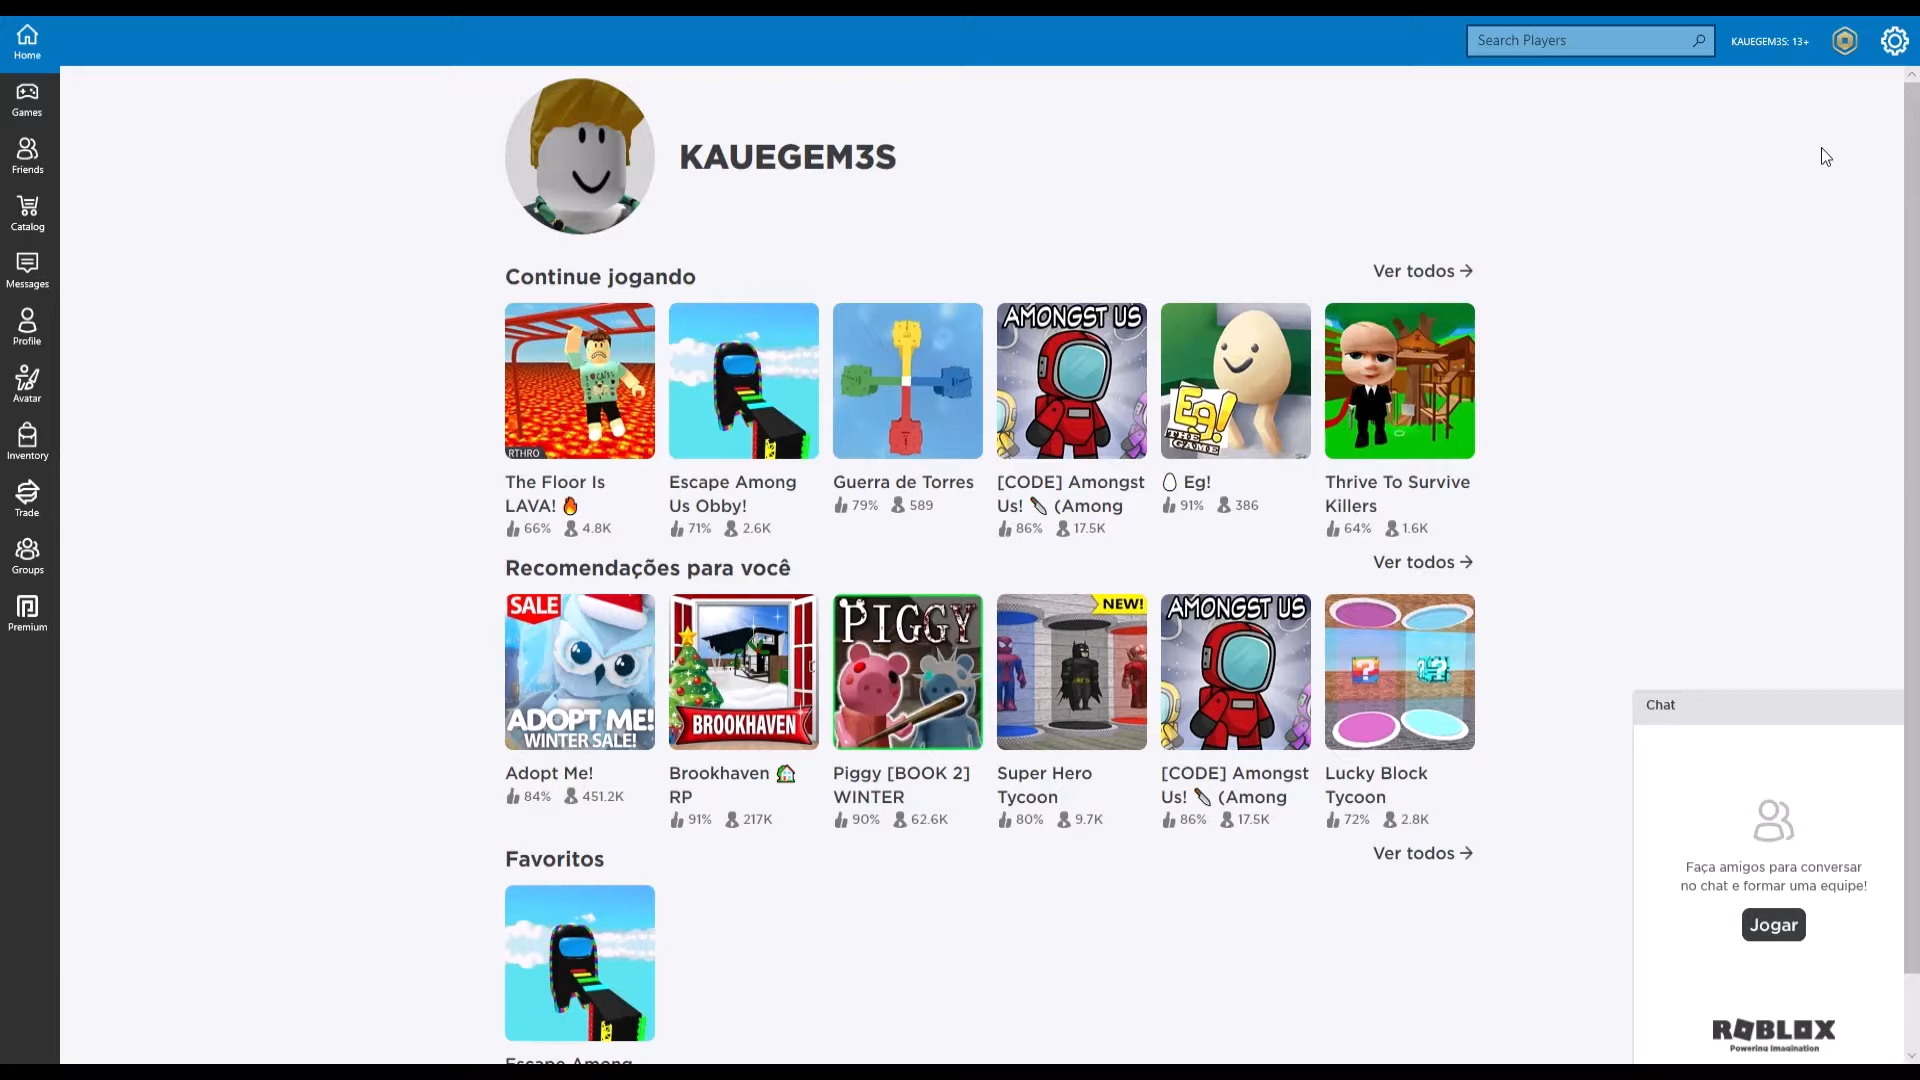 Home
Search Players
KAUEGEM3S: 13+
Games
Friends
Catalog
Messages
Profile
Avatar
Inventory
Trade
Groups
Premium
KAUEGEM3S
Continue jogando
Ver todos →
RTHRO
AMONGST US
Eg!
THE GAME
The Floor Is
LAVA! 🔥
66% 4.8K
Escape Among
Us Obby!
71% 2.6K
Guerra de Torres
79% 589
[CODE] Amongst
Us! 🔪 (Among
86% 17.5K
🥚 Eg!
91% 386
Thrive To Survive
Killers
64% 1.6K
Recomendações para você
Ver todos →
SALE
ADOPT ME!
WINTER SALE!
BROOKHAVEN
PIGGY
NEW!
AMONGST US
Adopt Me!
84% 451.2K
Brookhaven 🏡
RP
91% 217K
Piggy [BOOK 2]
WINTER
90% 62.6K
Super Hero
Tycoon
80% 9.7K
[CODE] Amongst
Us! 🔪 (Among
86% 17.5K
Lucky Block
Tycoon
72% 2.8K
Favoritos
Ver todos →
Escape Among
Chat
Faça amigos para conversar
no chat e formar uma equipe!
Jogar
ROBLOX
Powering Imagination